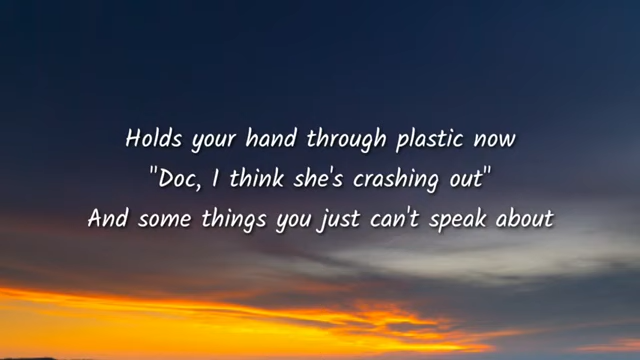 Holds your hand through plastic now
"Doc, I think she's crashing out"
And some things you just can't speak about